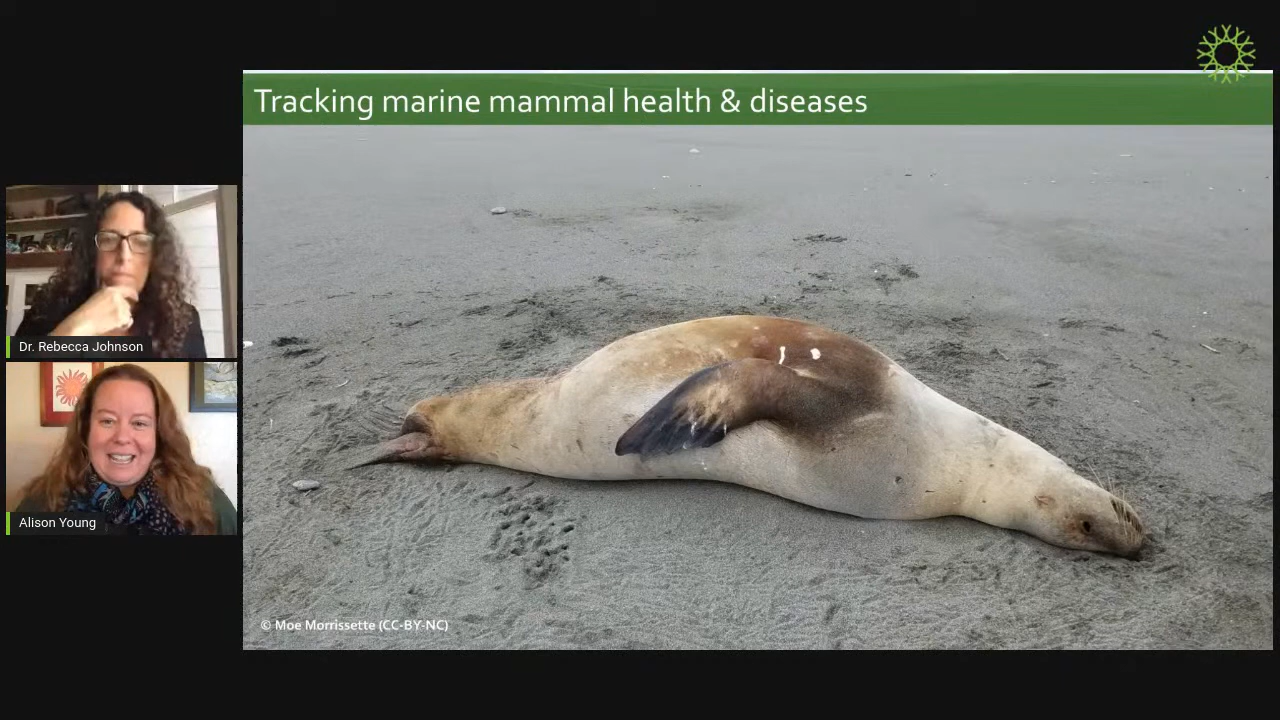 Tracking marine mammal health & diseases
Dr. Rebecca Johnson
Alison Young
© Moe Morrissette (CC-BY-NC)